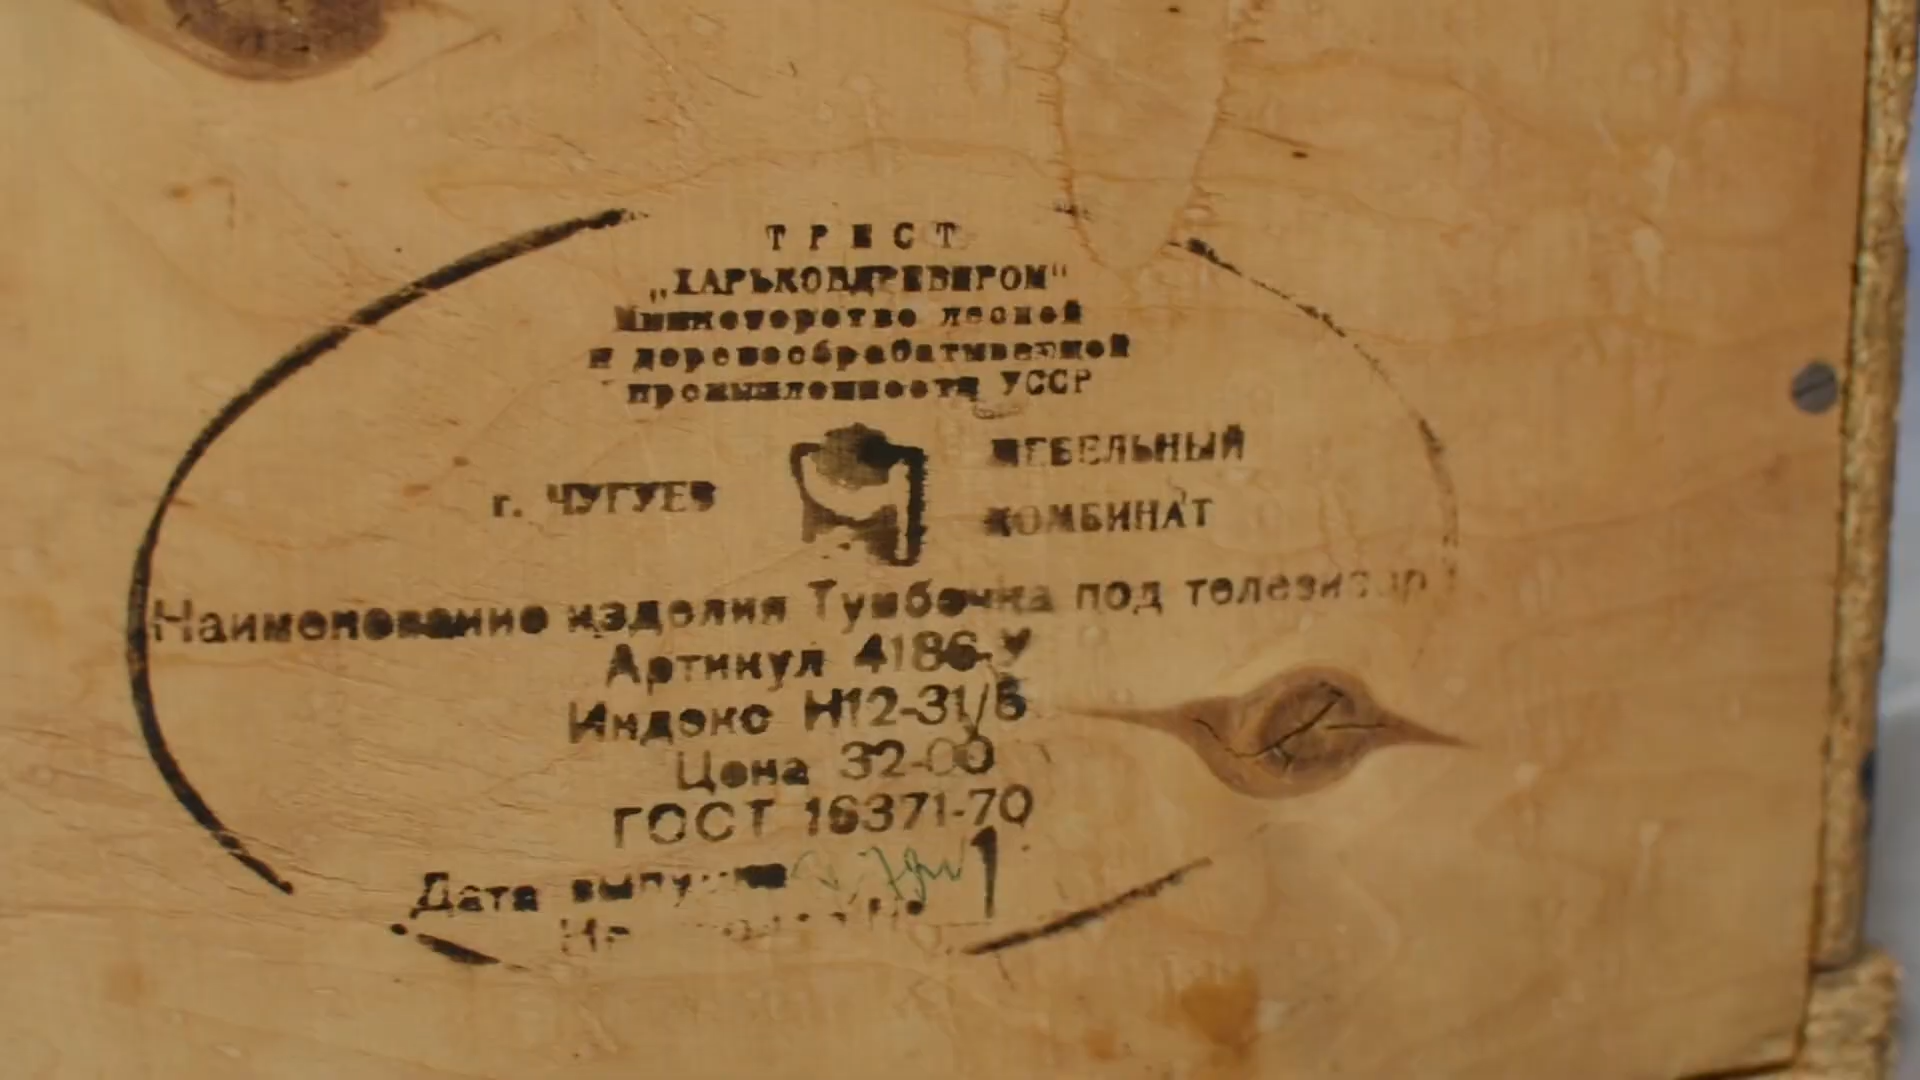 ТРЕСТ
„ХАРЬКОВДРЕВПРОМ“
Министерство лесной
и деревообрабатывающей
промышленности УССР
г. ЧУГУЕВ
МЕБЕЛЬНЫЙ
КОМБИНАТ
Наименование изделия Тумбочка под телевизор
Артикул 4186-У
Индекс Н12-31/Б
Цена 32-00
ГОСТ 16371-70
Дата выпуска